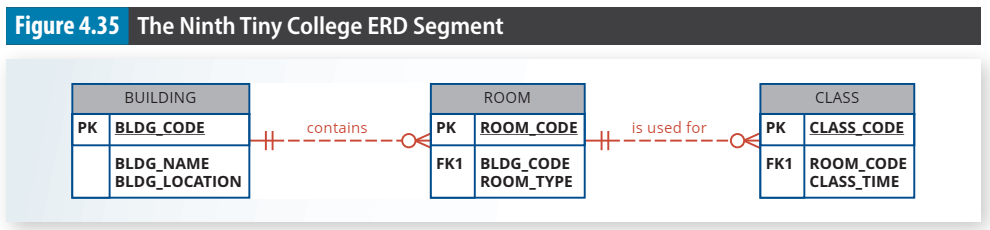 Figure 4.35 The Ninth Tiny College ERD Segment
BUILDING
PK BLDG_CODE
BLDG_NAME
BLDG_LOCATION
contains
ROOM
PK ROOM_CODE
FK1 BLDG_CODE
ROOM_TYPE
is used for
CLASS
PK CLASS_CODE
FK1 ROOM_CODE
CLASS_TIME